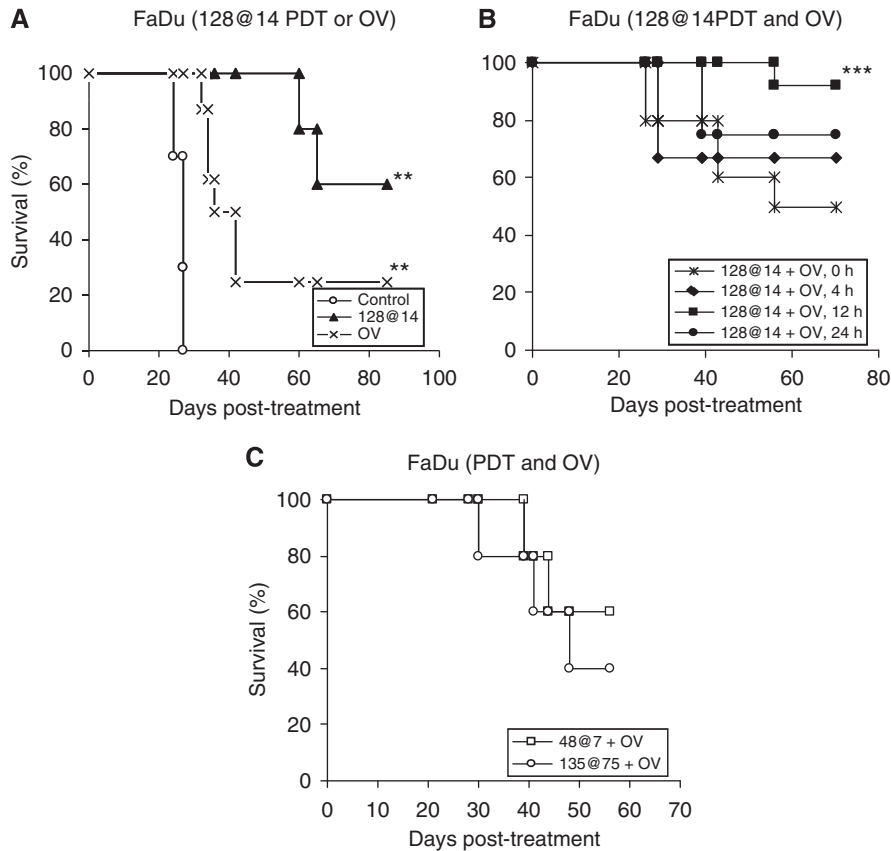 A
FaDu (128@14 PDT or OV)
Survival (%)
100
80
60
40
20
0
**
**
Control
128@14
OV
0 20 40 60 80 100
Days post-treatment
B
FaDu (128@14PDT and OV)
100
80
60
40
20
0
***
128@14 + OV, 0 h
128@14 + OV, 4 h
128@14 + OV, 12 h
128@14 + OV, 24 h
0 20 40 60 80
Days post-treatment
C
FaDu (PDT and OV)
Survival (%)
100
80
60
40
20
0
48@7 + OV
135@75 + OV
0 20 30 40 50 60 70
Days post-treatment